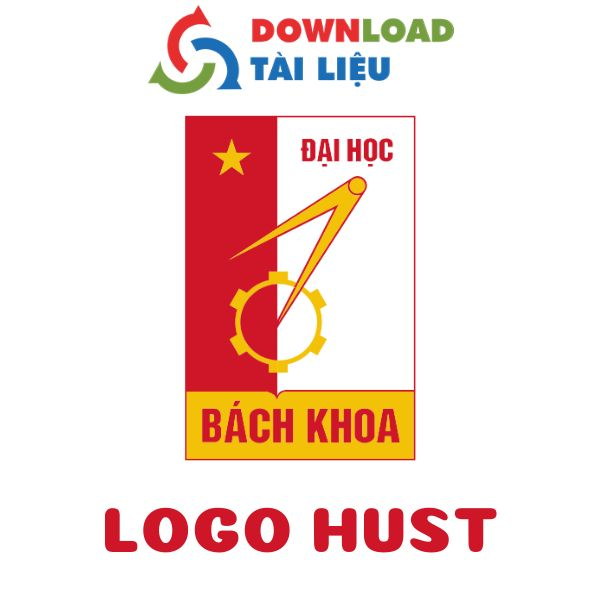 DOWNLOAD
TÀI LIỆU
ĐẠI HỌC
BÁCH KHOA
LOGO HUST